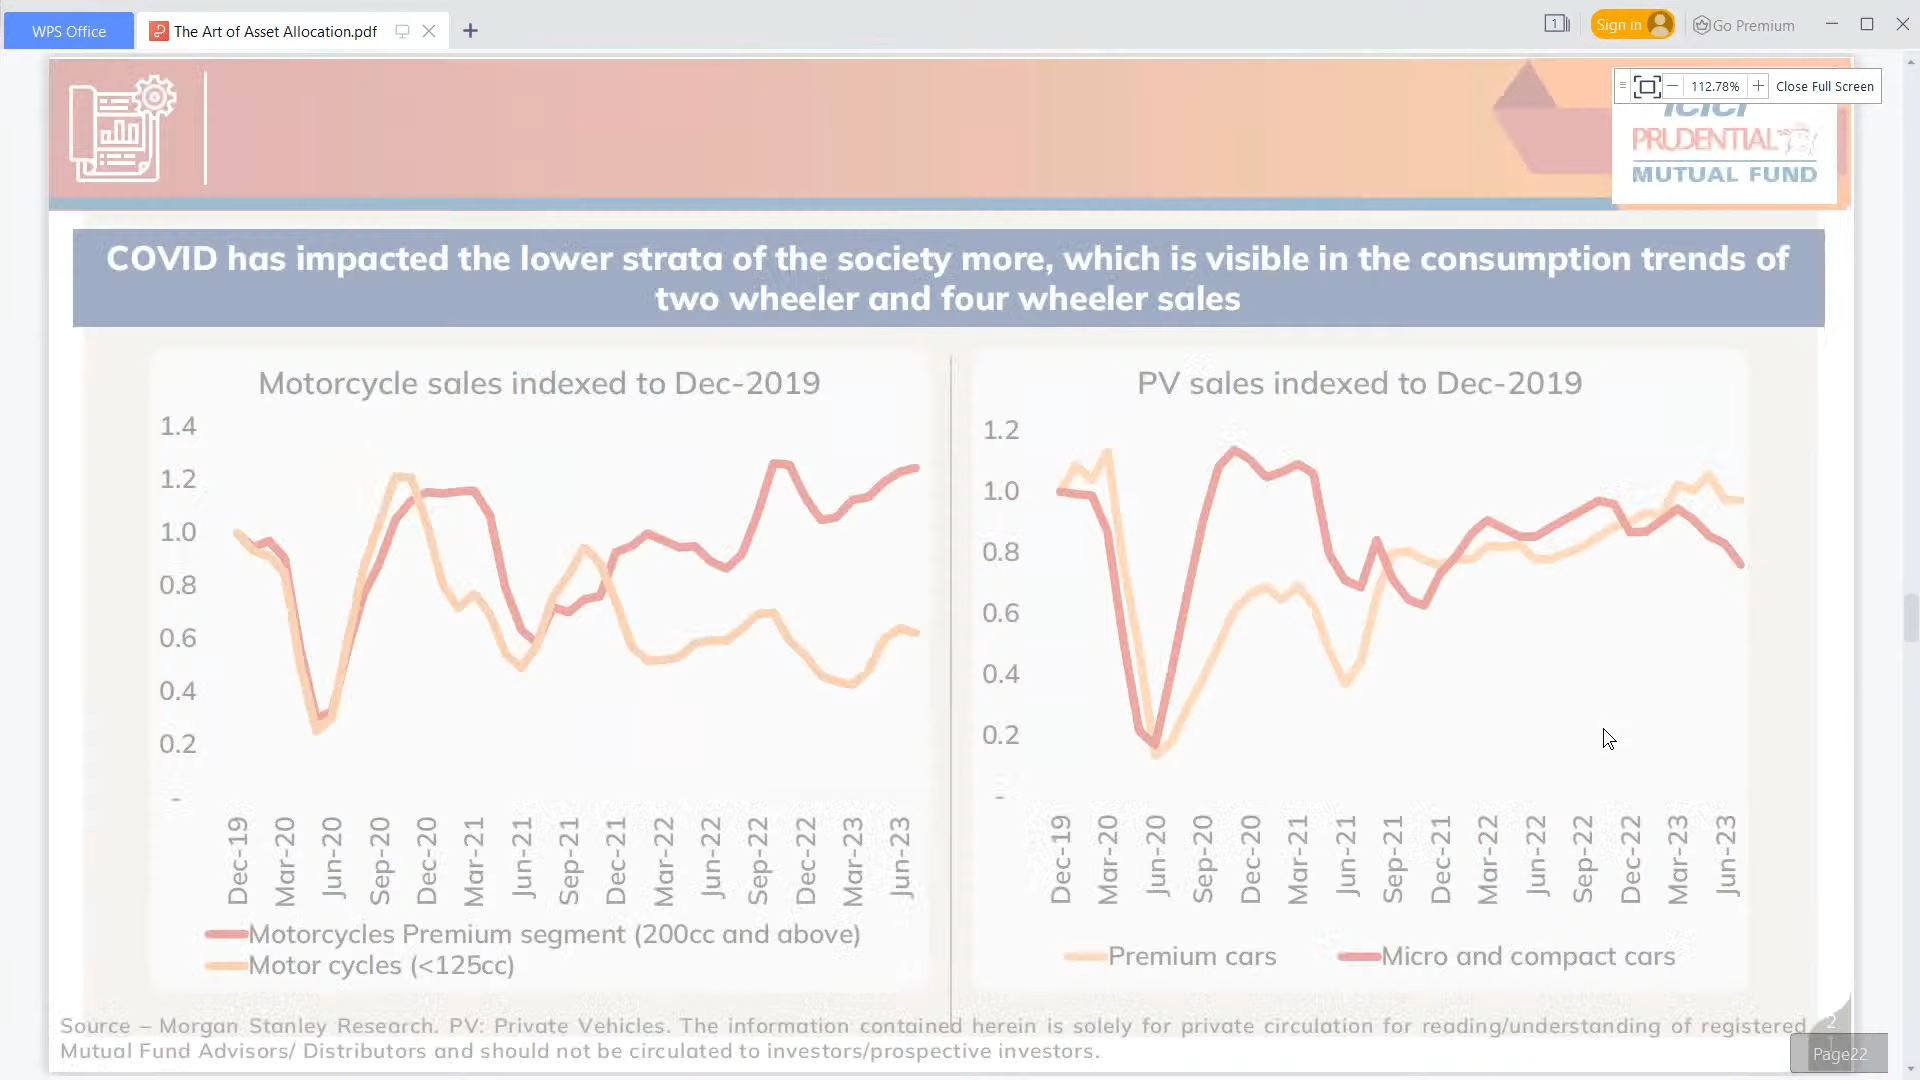 WPS Office
The Art of Asset Allocation.pdf
1
Sign in
Go Premium
112.78%
Close Full Screen
PRUDENTIAL
MUTUAL FUND
COVID has impacted the lower strata of the society more, which is visible in the consumption trends of
two wheeler and four wheeler sales
Motorcycle sales indexed to Dec-2019
1.4
1.2
1.0
0.8
0.6
0.4
0.2
-
Dec-19
Mar-20
Jun-20
Sep-20
Dec-20
Mar-21
Jun-21
Sep-21
Dec-21
Mar-22
Jun-22
Sep-22
Dec-22
Mar-23
Jun-23
Motorcycles Premium segment (200cc and above)
Motor cycles (<125cc)
PV sales indexed to Dec-2019
1.2
1.0
0.8
0.6
0.4
0.2
-
Dec-19
Mar-20
Jun-20
Sep-20
Dec-20
Mar-21
Jun-21
Sep-21
Dec-21
Mar-22
Jun-22
Sep-22
Dec-22
Mar-23
Jun-23
Premium cars
Micro and compact cars
Source – Morgan Stanley Research. PV: Private Vehicles. The information contained herein is solely for private circulation for reading/understanding of registered
Mutual Fund Advisors/ Distributors and should not be circulated to investors/prospective investors.
Page22